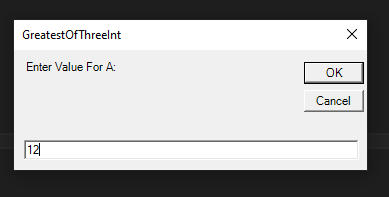 GreatestOfThreeInt
Enter Value For A:
OK
Cancel
12